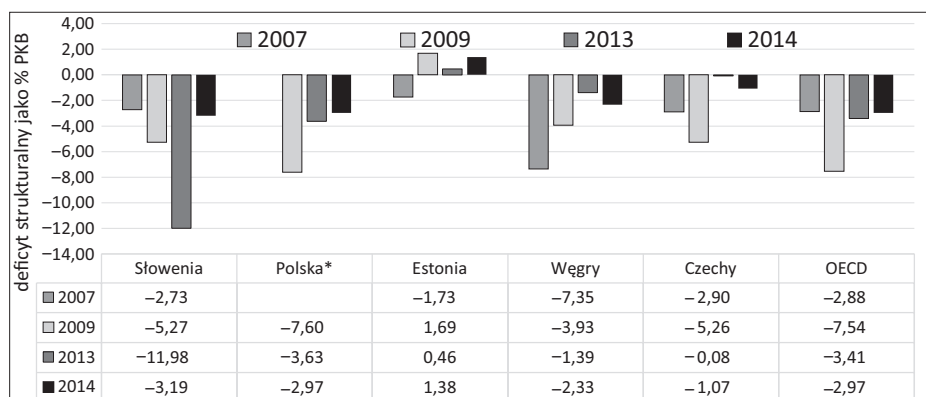 deficyt strukturalny jako % PKB
4,00
2,00
0,00
−2,00
−4,00
−6,00
−8,00
−10,00
−12,00
−14,00
2007 2009 2013 2014
Słowenia Polska* Estonia Węgry Czechy OECD
2007 −2,73 −1,73 −7,35 −2,90 −2,88
2009 −5,27 −7,60 1,69 −3,93 −5,26 −7,54
2013 −11,98 −3,63 0,46 −1,39 −0,08 −3,41
2014 −3,19 −2,97 1,38 −2,33 −1,07 −2,97